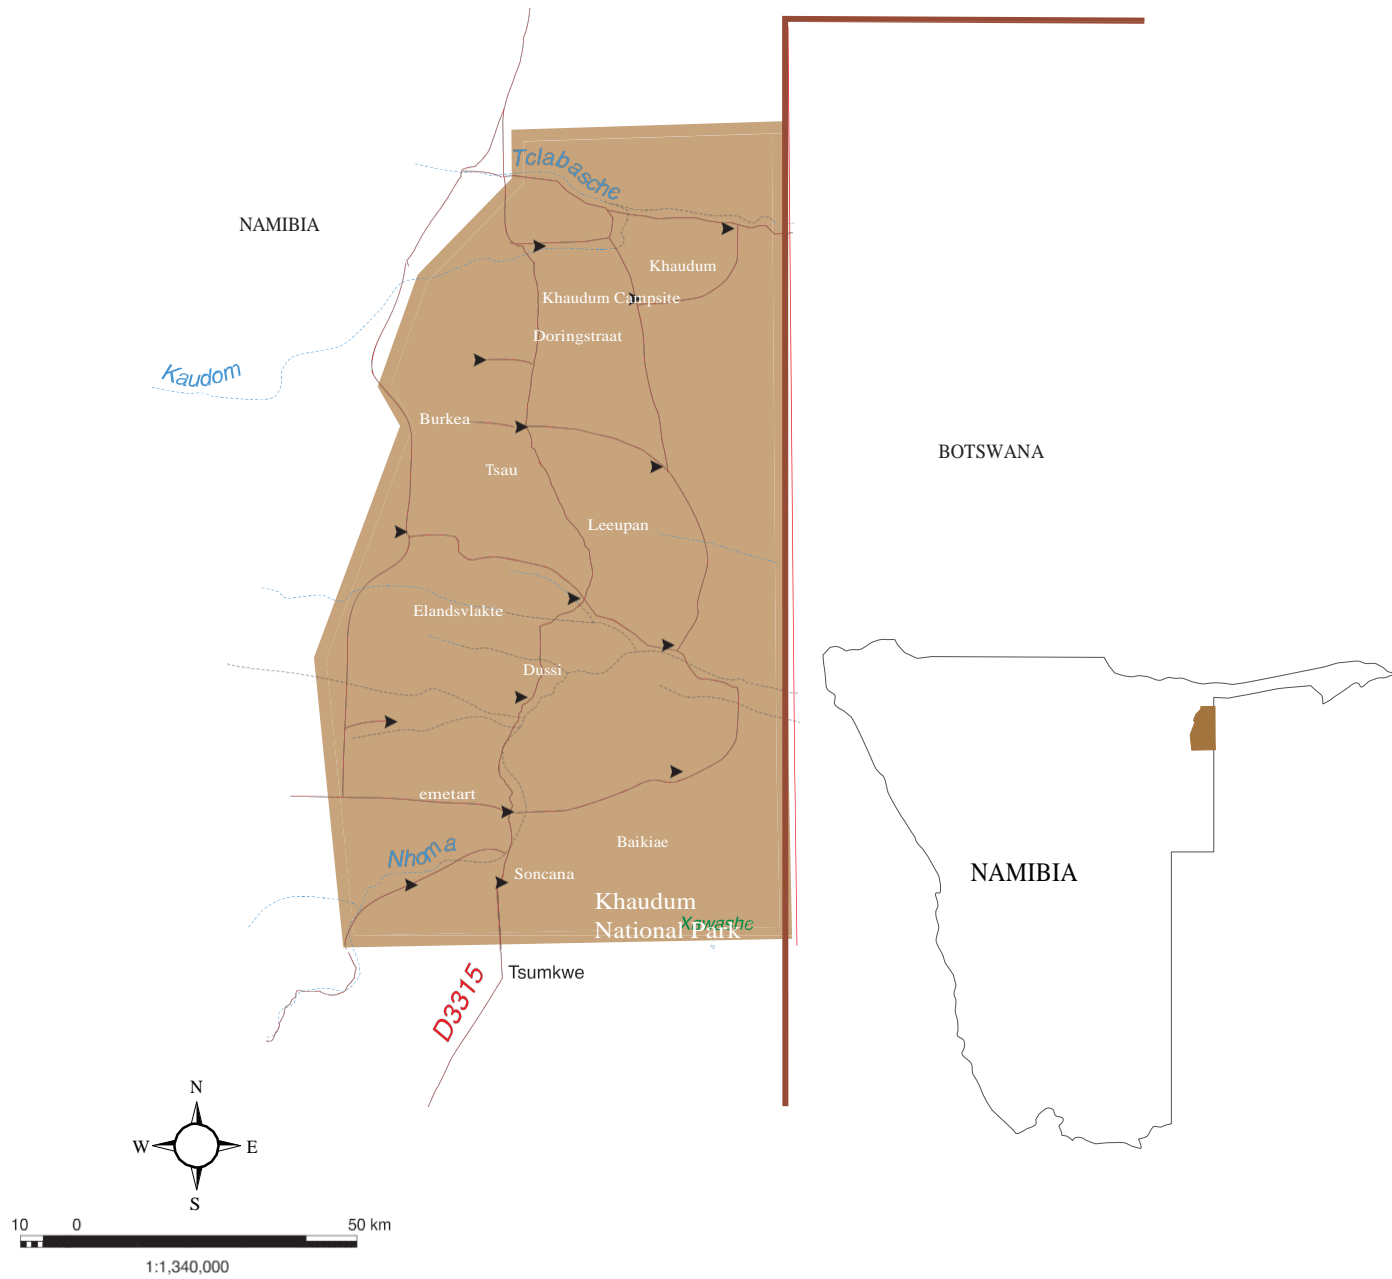 Tclabasche
NAMIBIA
Khaudum
Khaudum Campsite
Doringstraat
Kaudom
Burkea
BOTSWANA
Tsau
Leeupan
Elandsvlakte
Dussi
emetart
Baikiae
Nhoma
NAMIBIA
Soncana
Khaudum
National Park
Xawashe
Tsumkwe
D3315
N
W
E
S
10 0 50 km
1:1,340,000